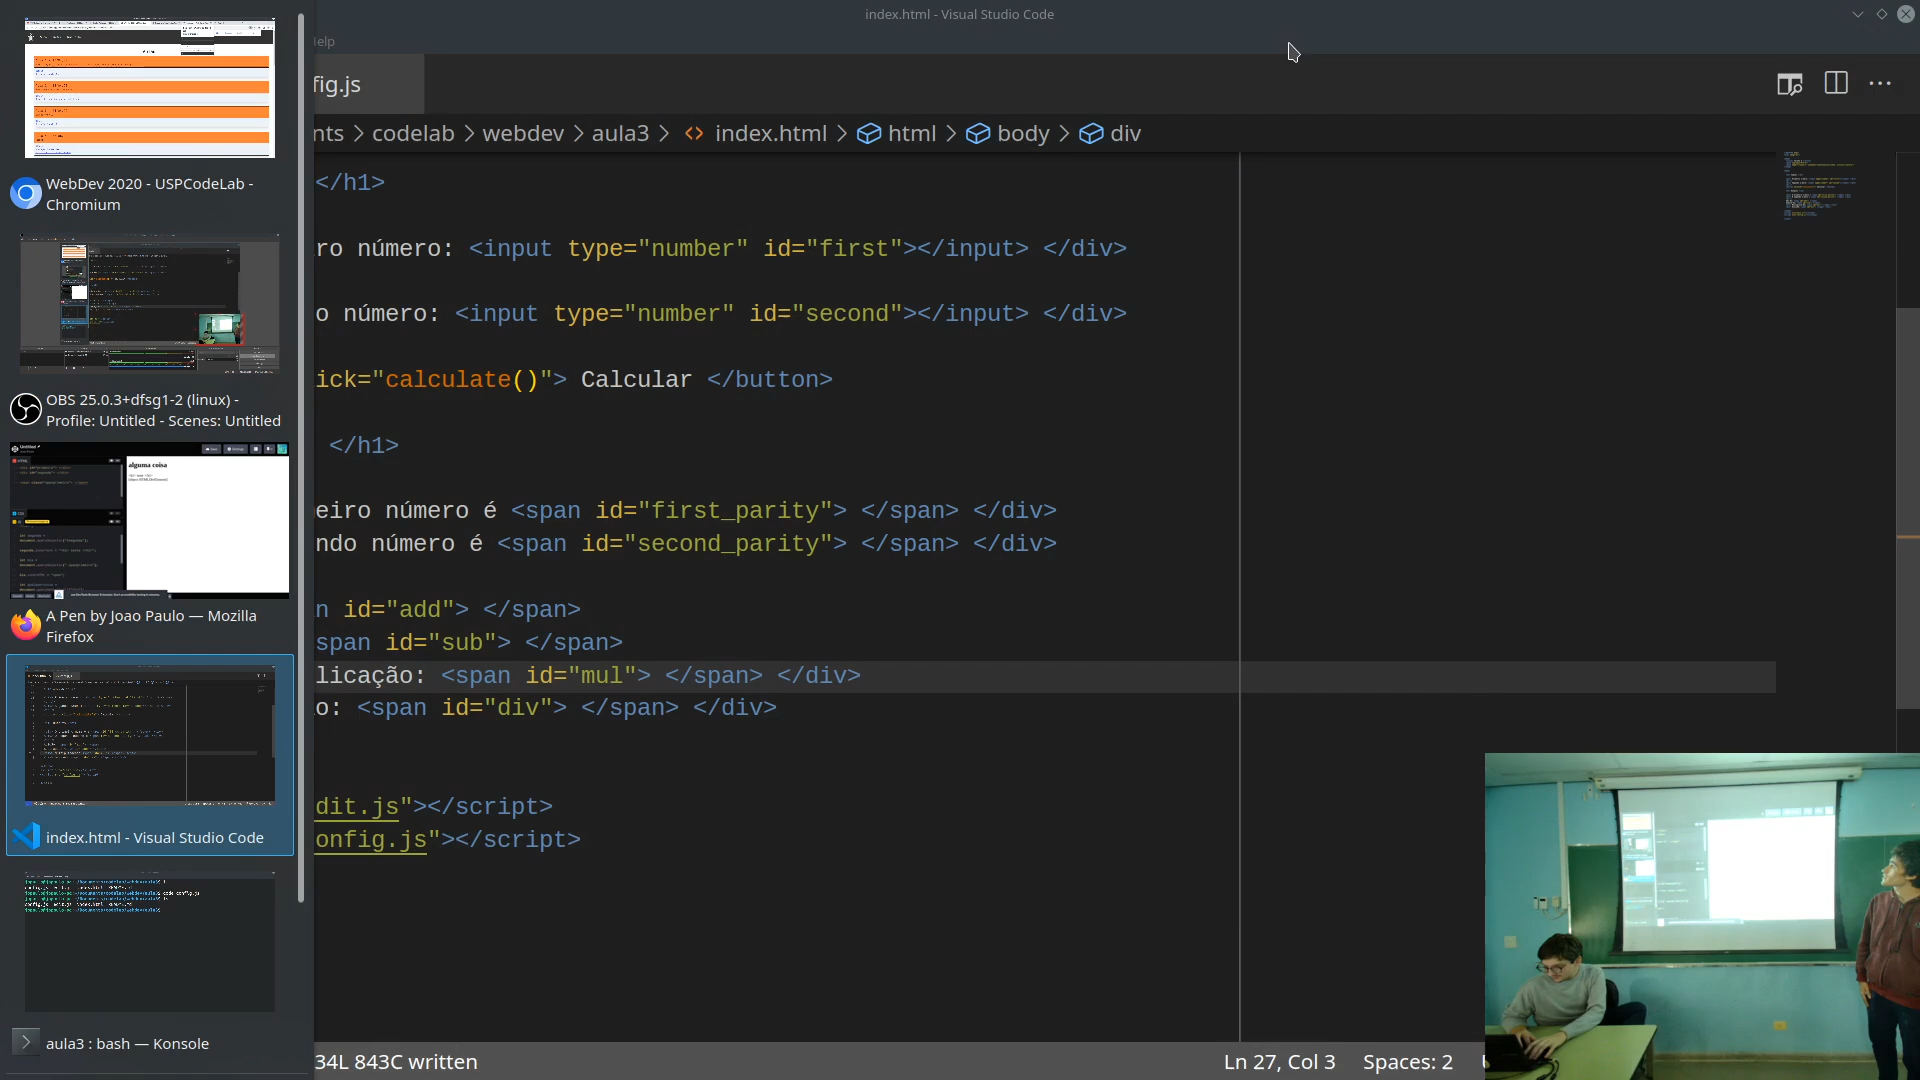 index.html - Visual Studio Code
Help
fig.js
nts > codelab > webdev > aula3 > <> index.html > html > body > div
</h1>
ro número: <input type="number" id="first"></input> </div>
o número: <input type="number" id="second"></input> </div>
ick="calculate()"> Calcular </button>
</h1>
eiro número é <span id="first_parity"> </span> </div>
ndo número é <span id="second_parity"> </span> </div>
n id="add"> </span>
span id="sub"> </span>
licação: <span id="mul"> </span> </div>
o: <span id="div"> </span> </div>
dit.js"></script>
onfig.js"></script>
34L 843C written
Ln 27, Col 3
Spaces: 2
WebDev 2020 - USPCodeLab -
Chromium
OBS 25.0.3+dfsg1-2 (linux) -
Profile: Untitled - Scenes: Untitled
alguma coisa
A Pen by Joao Paulo — Mozilla
Firefox
index.html - Visual Studio Code
aula3 : bash — Konsole